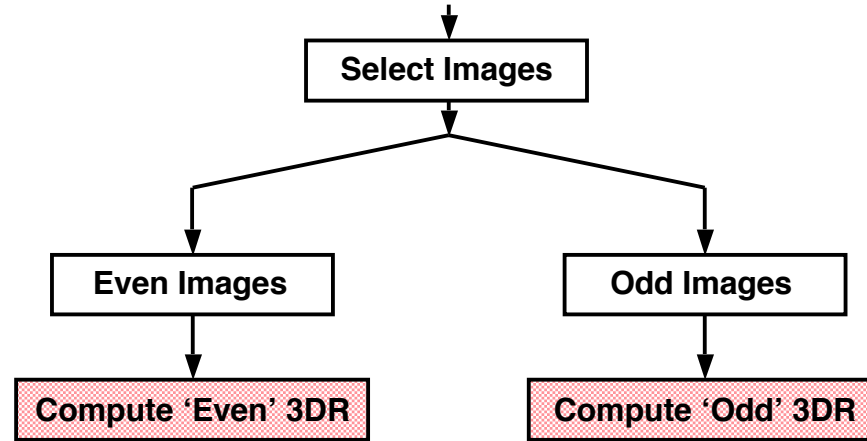 Select Images
Even Images
Odd Images
Compute ‘Even’ 3DR
Compute ‘Odd’ 3DR